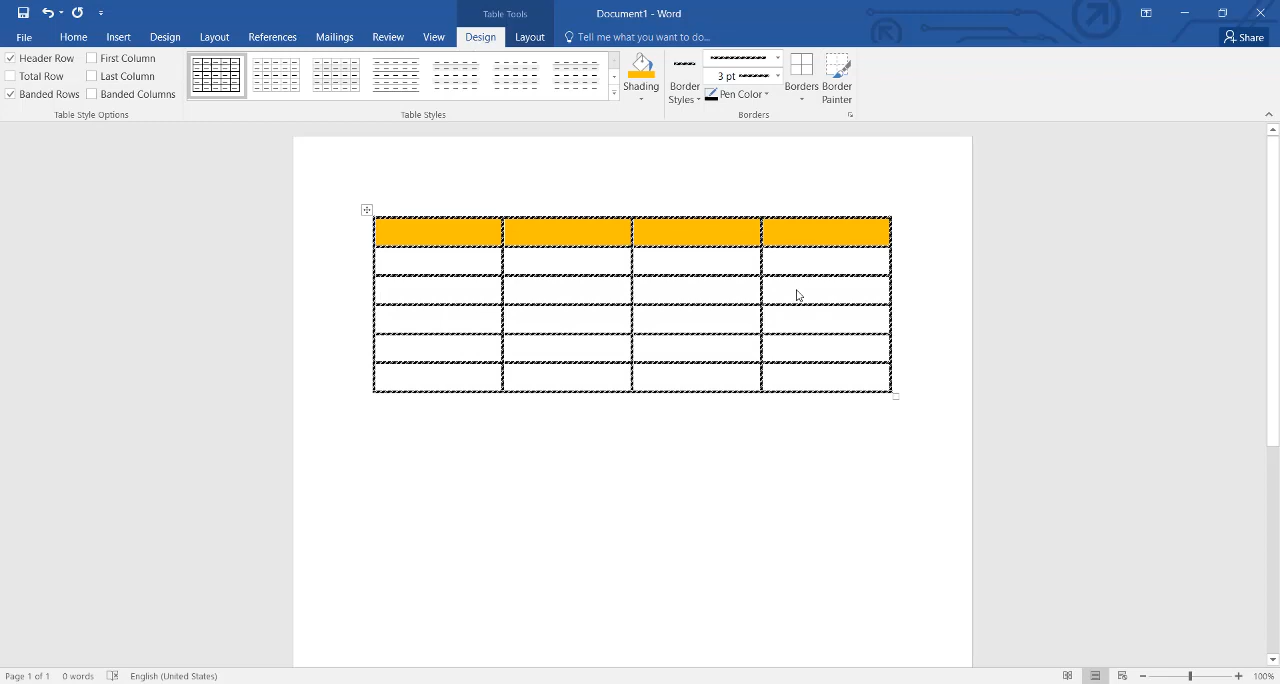 Table Tools
Document1 - Word
File
Home
Insert
Design
Layout
References
Mailings
Review
View
Design
Layout
Tell me what you want to do...
Share
Header Row
First Column
Total Row
Last Column
Banded Rows
Banded Columns
Table Style Options
Table Styles
Shading
Border
Styles
3 pt
Pen Color
Borders
Border
Painter
Borders
Page 1 of 1
0 words
English (United States)
100%